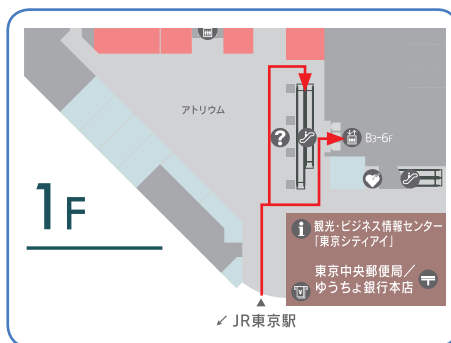 アトリウム
?
B3-6F
1F
i 観光・ビジネス情報センター
「東京シティアイ」
東京中央郵便局／
ゆうちょ銀行本店 〒
↙ JR東京駅